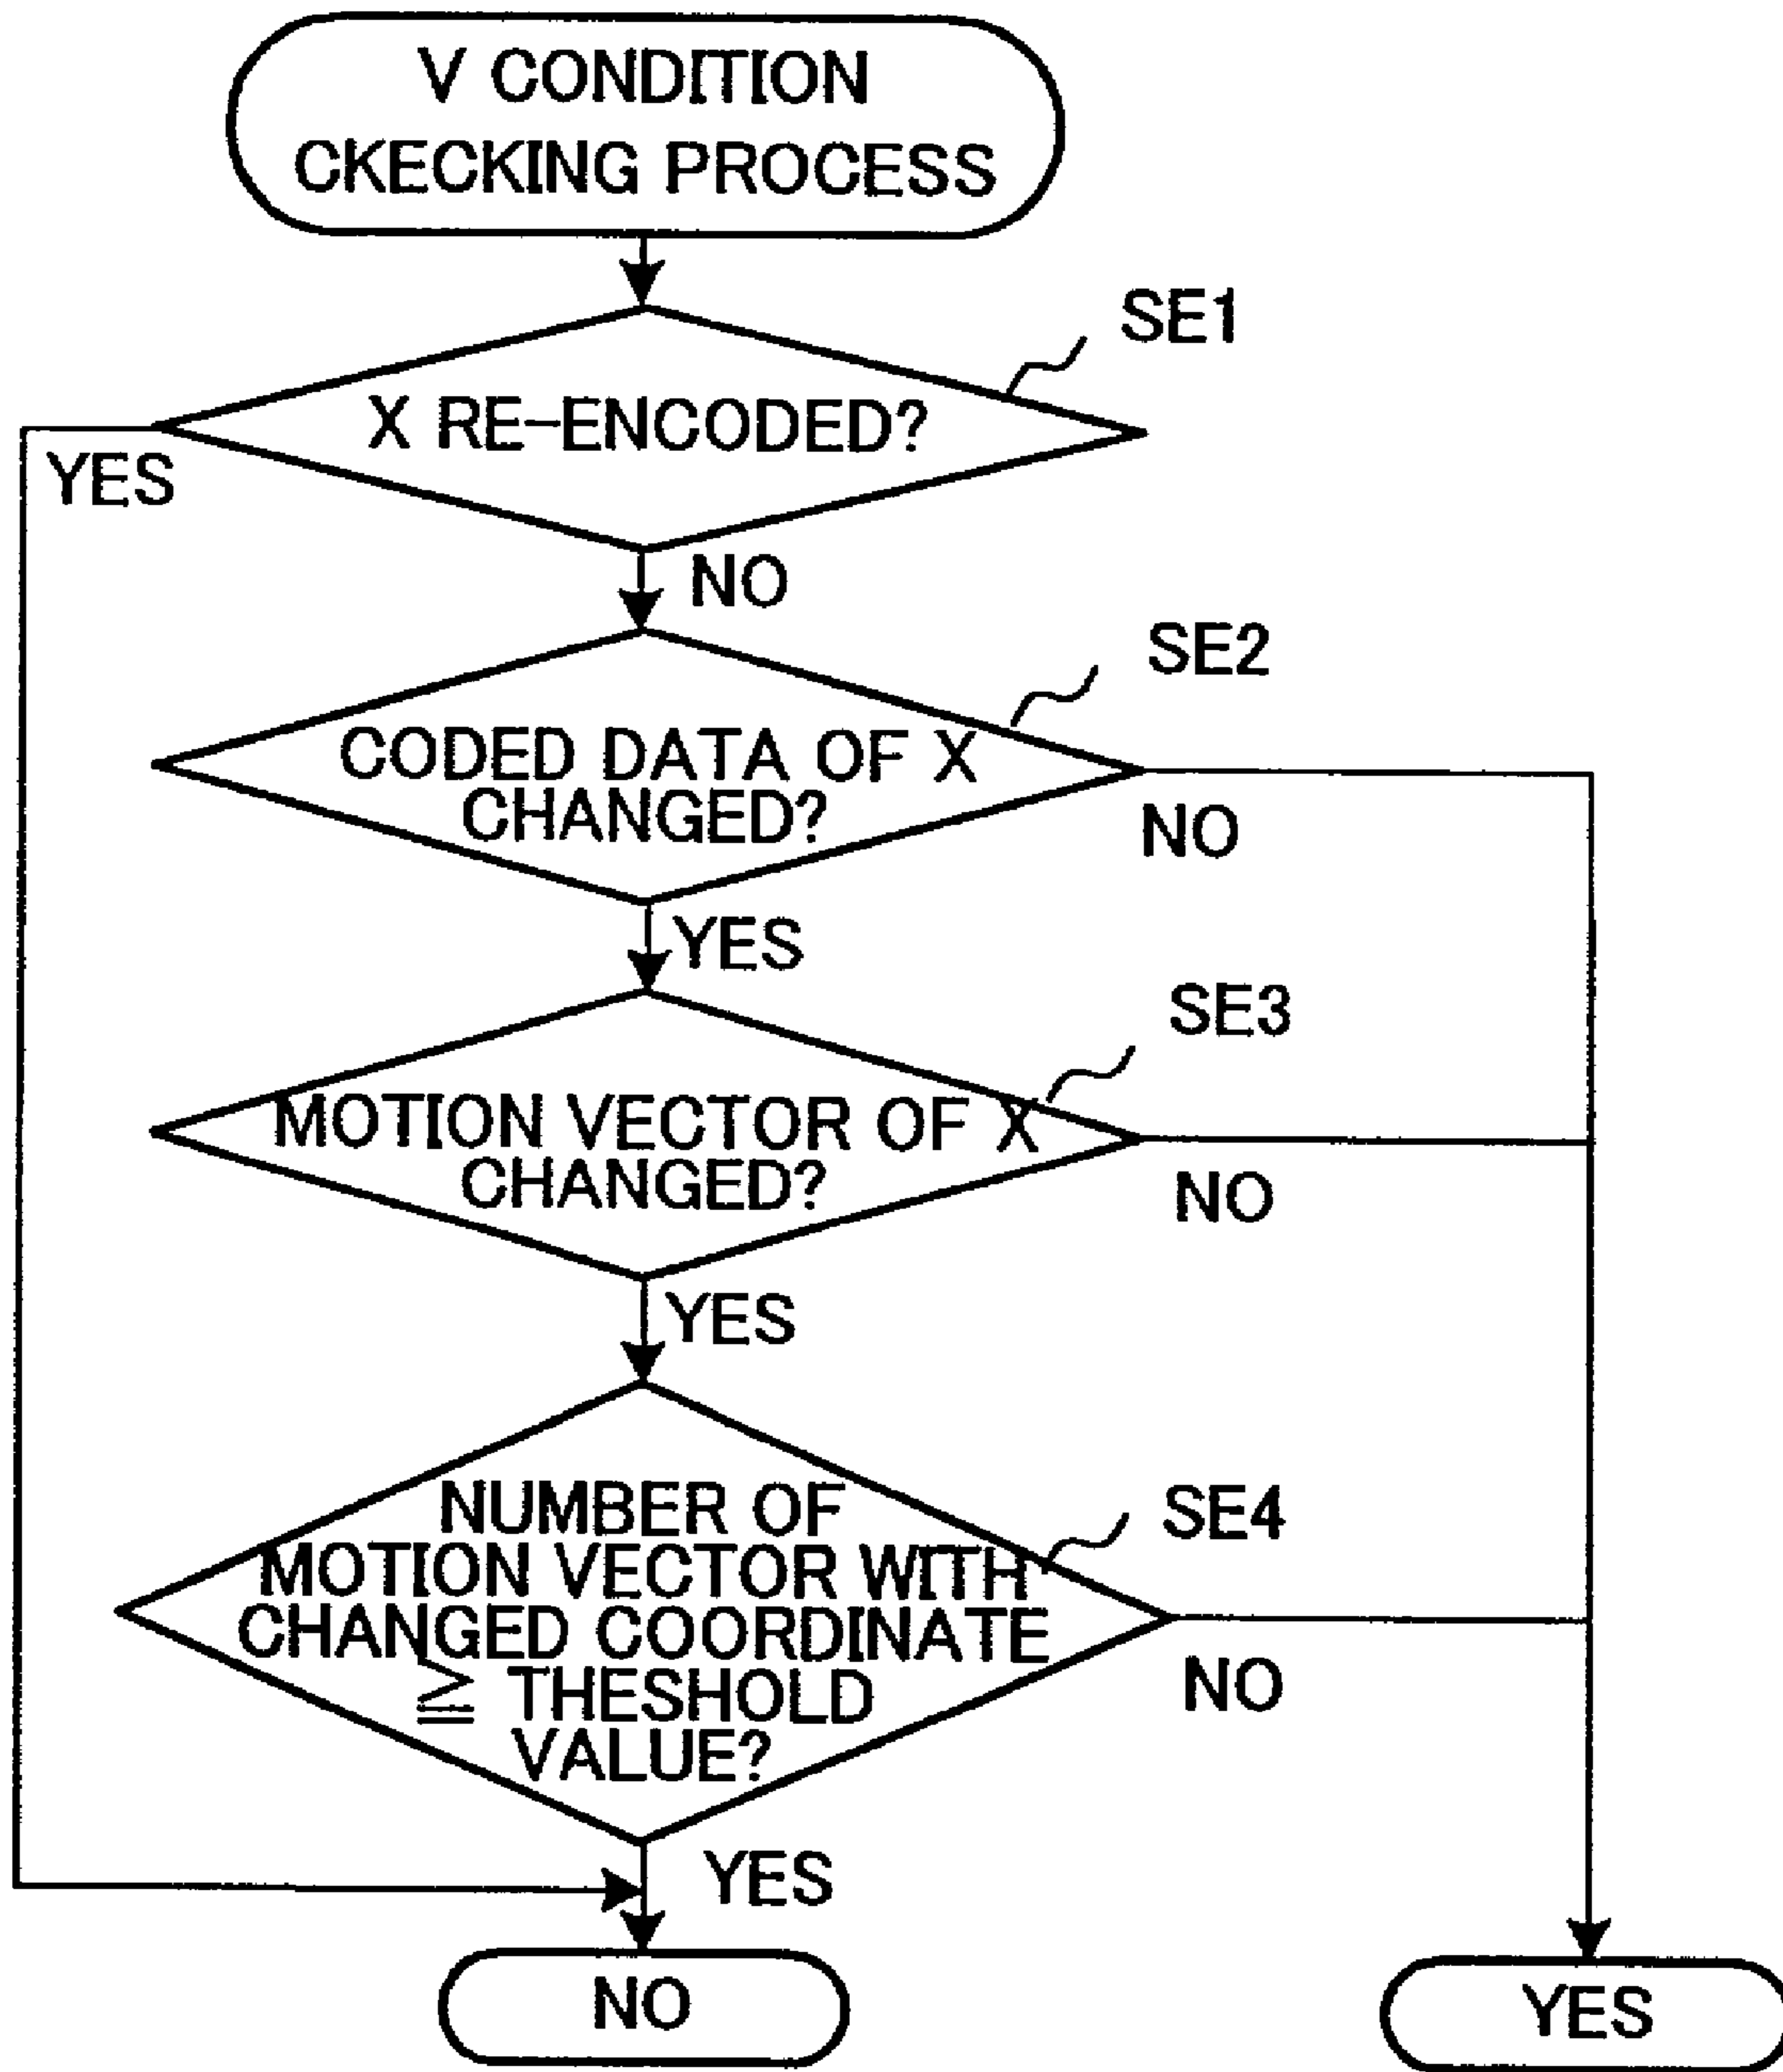 V CONDITION
CKECKING PROCESS
SE1
X RE-ENCODED?
YES
NO
SE2
CODED DATA OF X
CHANGED?
NO
YES
SE3
MOTION VECTOR OF X
CHANGED?
NO
YES
NUMBER OF
SE4
MOTION VECTOR WITH
CHANGED COORDINATE
≧ THESHOLD
NO
VALUE?
YES
NO
YES